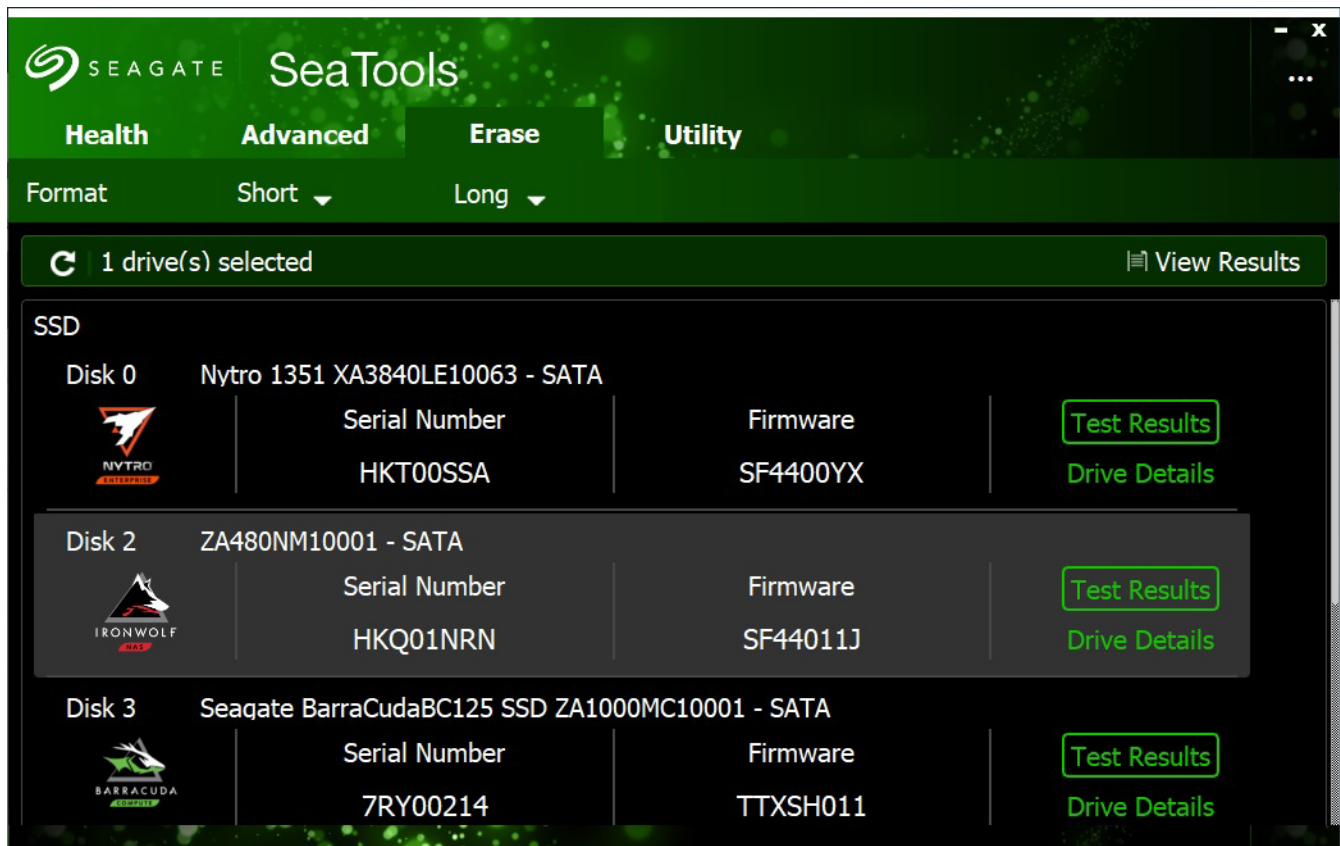 SEAGATE SeaTools
- x
...
Health Advanced Erase Utility
Format Short Long
1 drive(s) selected View Results
SSD
Disk 0 Nytro 1351 XA3840LE10063 - SATA
Serial Number Firmware Test Results
NYTRO
ENTERPRISE
HKT00SSA SF4400YX Drive Details
Disk 2 ZA480NM10001 - SATA
Serial Number Firmware Test Results
IRONWOLF
NAS
HKQ01NRN SF44011J Drive Details
Disk 3 Seagate BarraCudaBC125 SSD ZA1000MC10001 - SATA
Serial Number Firmware Test Results
BARRACUDA
COMPUTE
7RY00214 TTXSH011 Drive Details